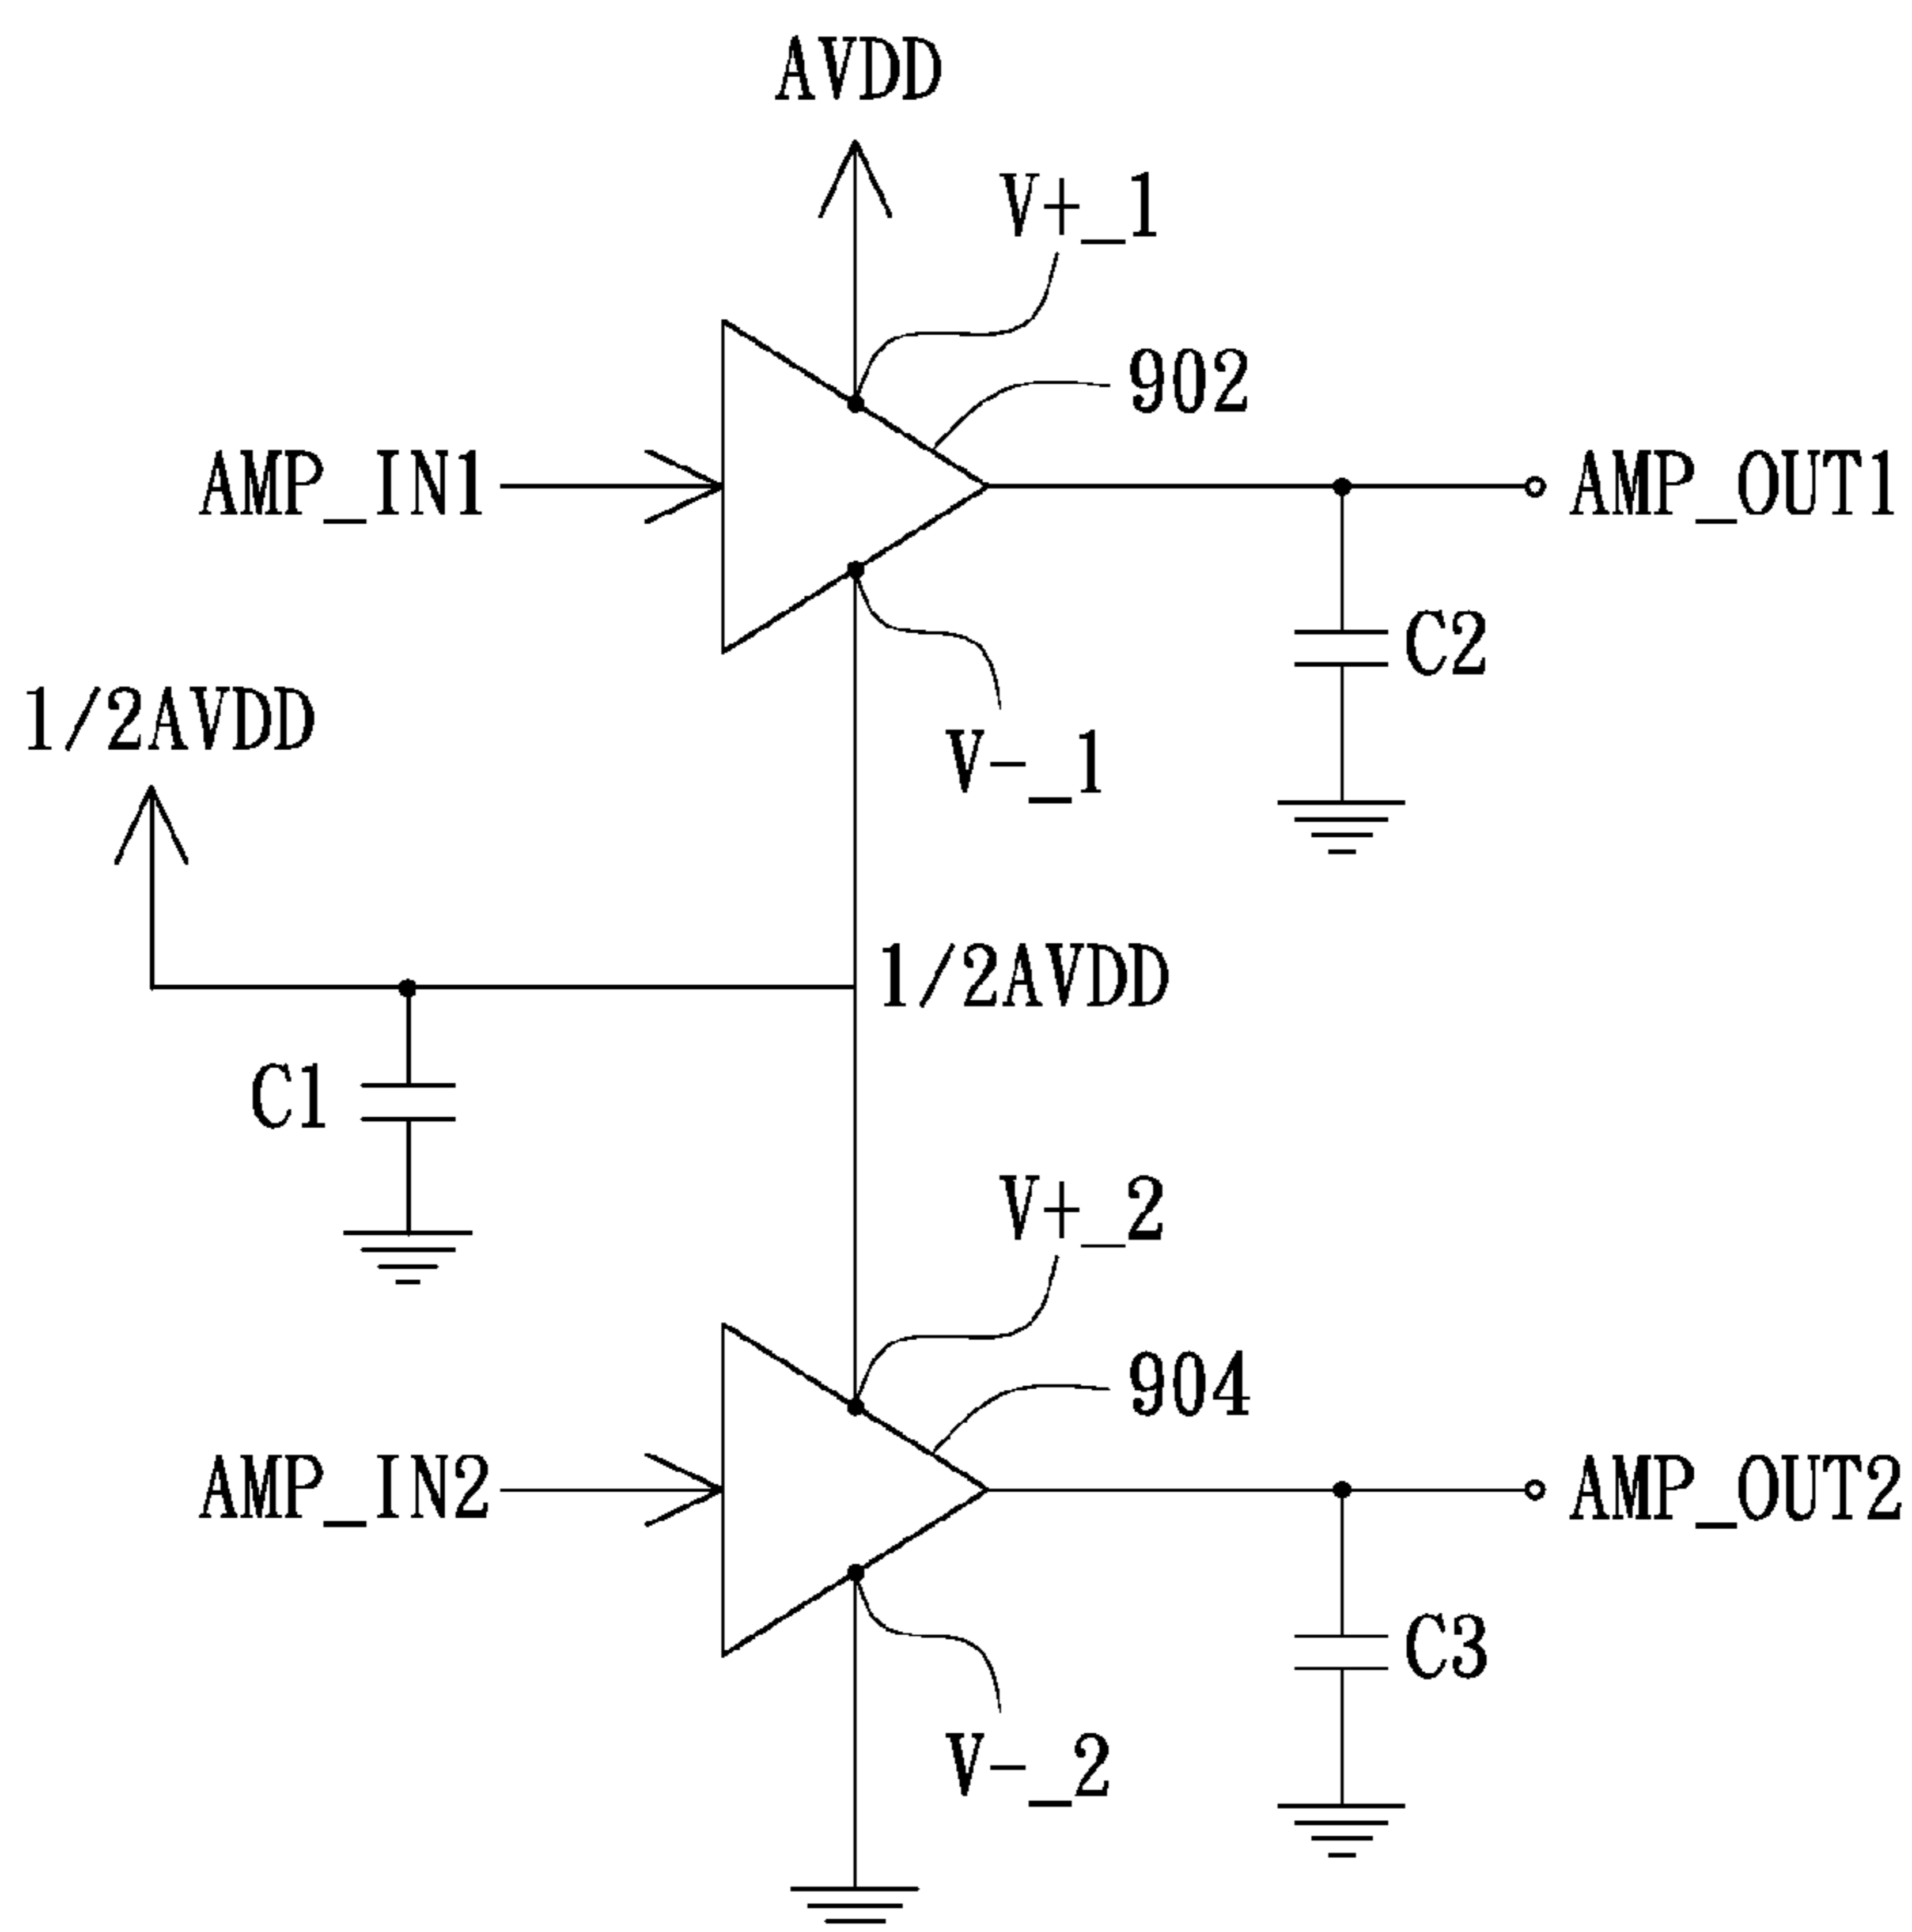 AVDD
V+_1
902
AMP_IN1
AMP_OUT1
C2
1/2AVDD
V-_1
1/2AVDD
C1
V+_2
904
AMP_IN2
AMP_OUT2
C3
V-_2